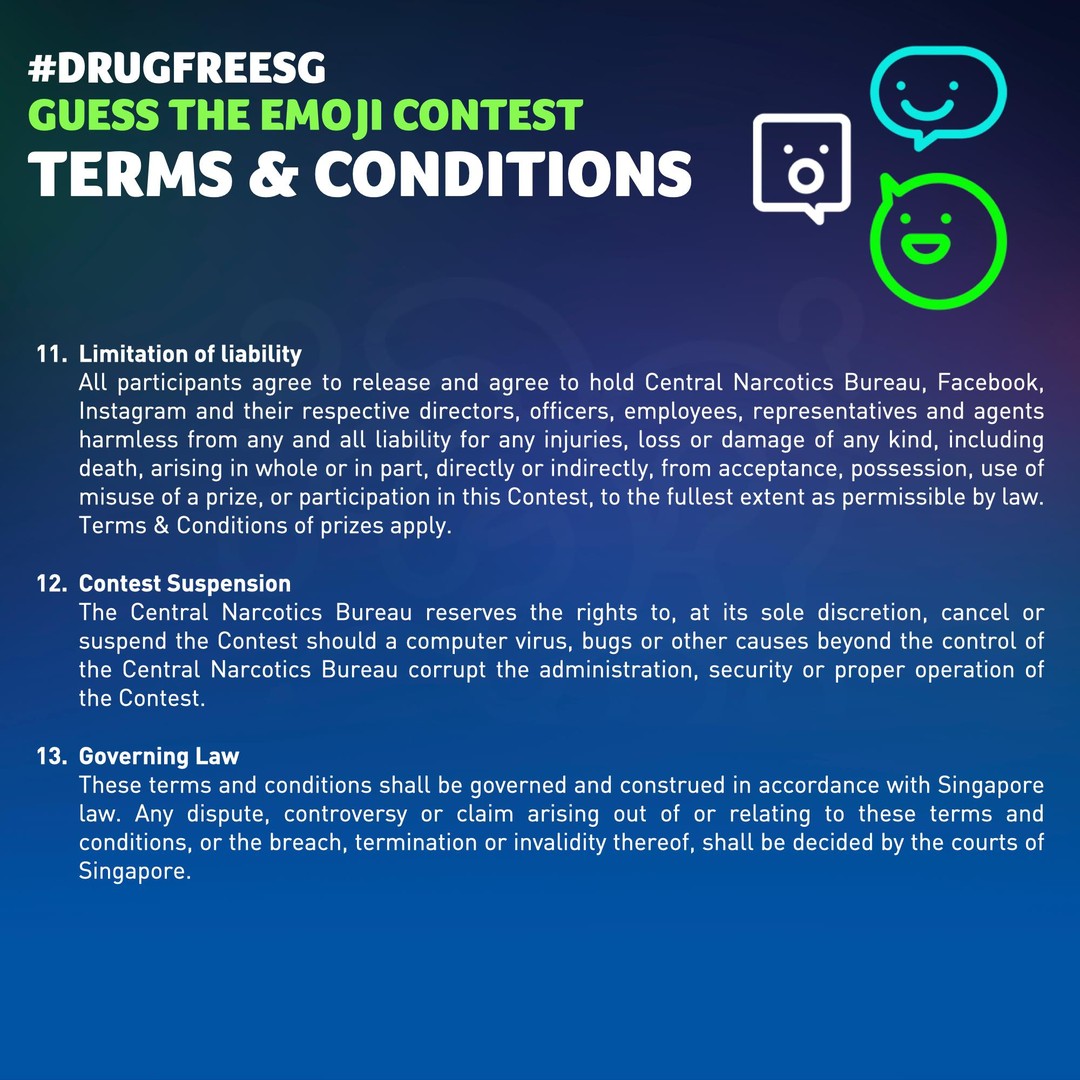 #DRUGFREESG
GUESS THE EMOJI CONTEST
TERMS & CONDITIONS
11. Limitation of liability
All participants agree to release and agree to hold Central Narcotics Bureau, Facebook,
Instagram and their respective directors, officers, employees, representatives and agents
harmless from any and all liability for any injuries, loss or damage of any kind, including
death, arising in whole or in part, directly or indirectly, from acceptance, possession, use of
misuse of a prize, or participation in this Contest, to the fullest extent as permissible by law.
Terms & Conditions of prizes apply.
12. Contest Suspension
The Central Narcotics Bureau reserves the rights to, at its sole discretion, cancel or
suspend the Contest should a computer virus, bugs or other causes beyond the control of
the Central Narcotics Bureau corrupt the administration, security or proper operation of
the Contest.
13. Governing Law
These terms and conditions shall be governed and construed in accordance with Singapore
law. Any dispute, controversy or claim arising out of or relating to these terms and
conditions, or the breach, termination or invalidity thereof, shall be decided by the courts of
Singapore.